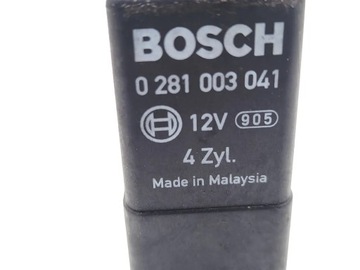 BOSCH
0 281 003 041
12V 905
4 Zyl.
Made in Malaysia